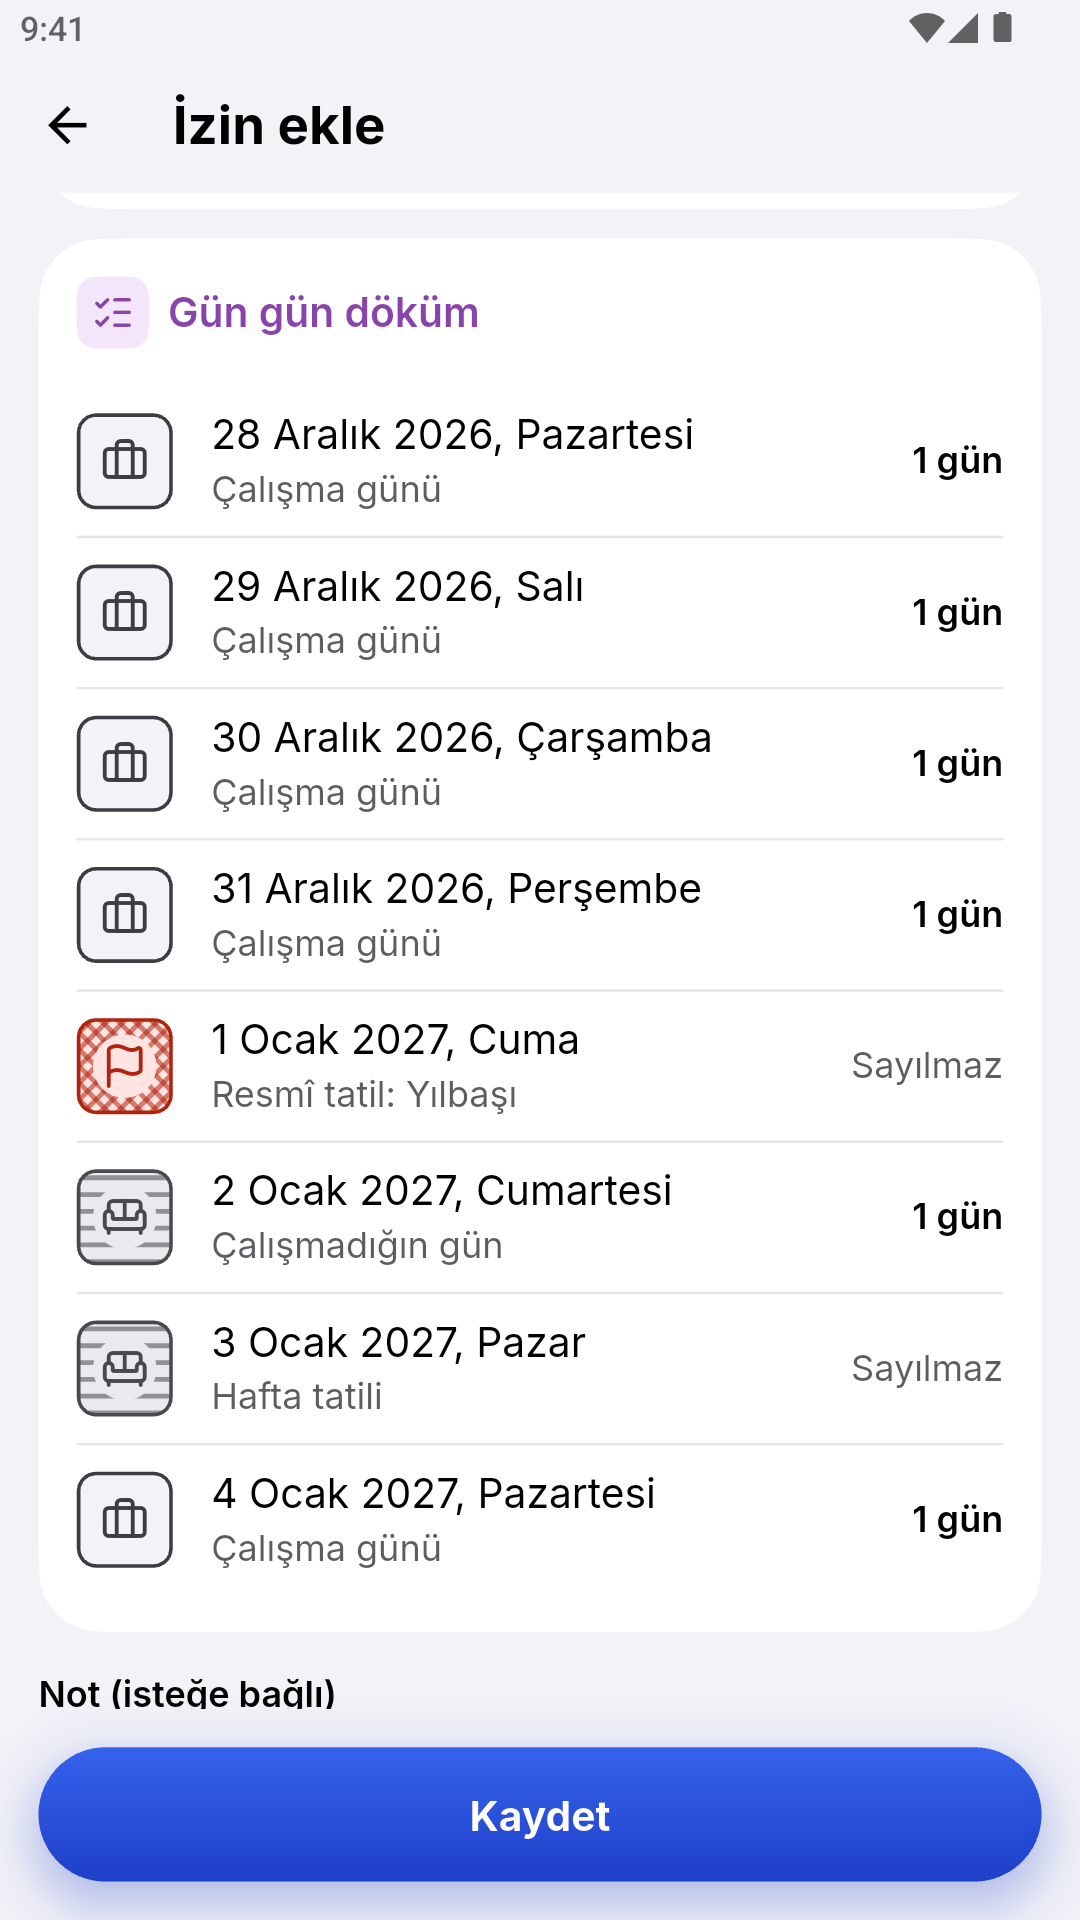 9:41
İzin ekle
Gün gün döküm
28 Aralık 2026, Pazartesi
Çalışma günü
1 gün
29 Aralık 2026, Salı
Çalışma günü
1 gün
30 Aralık 2026, Çarşamba
Çalışma günü
1 gün
31 Aralık 2026, Perşembe
Çalışma günü
1 gün
1 Ocak 2027, Cuma
Resmî tatil: Yılbaşı
Sayılmaz
2 Ocak 2027, Cumartesi
Çalışmadığın gün
1 gün
3 Ocak 2027, Pazar
Hafta tatili
Sayılmaz
4 Ocak 2027, Pazartesi
Çalışma günü
1 gün
Not (isteğe bağlı)
Kaydet